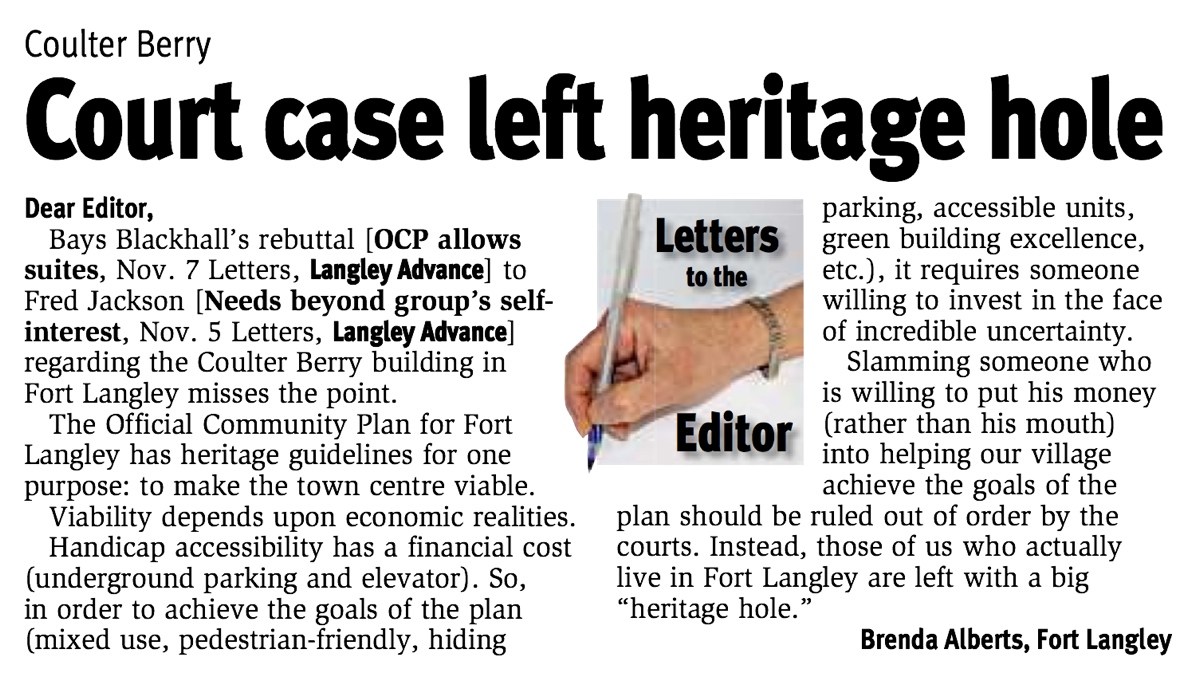 Coulter Berry
Court case left heritage hole
Dear Editor,
Bays Blackhall's rebuttal [OCP allows
suites, Nov. 7 Letters, Langley Advance] to
Fred Jackson [Needs beyond group's self-
interest, Nov. 5 Letters, Langley Advance]
regarding the Coulter Berry building in
Fort Langley misses the point.
The Official Community Plan for Fort
Langley has heritage guidelines for one
purpose: to make the town centre viable.
Viability depends upon economic realities.
Handicap accessibility has a financial cost
(underground parking and elevator). So,
in order to achieve the goals of the plan
(mixed use, pedestrian-friendly, hiding
Letters
to the
Editor
parking, accessible units,
green building excellence,
etc.), it requires someone
willing to invest in the face
of incredible uncertainty.
Slamming someone who
is willing to put his money
(rather than his mouth)
into helping our village
achieve the goals of the
plan should be ruled out of order by the
courts. Instead, those of us who actually
live in Fort Langley are left with a big
“heritage hole.”
Brenda Alberts, Fort Langley